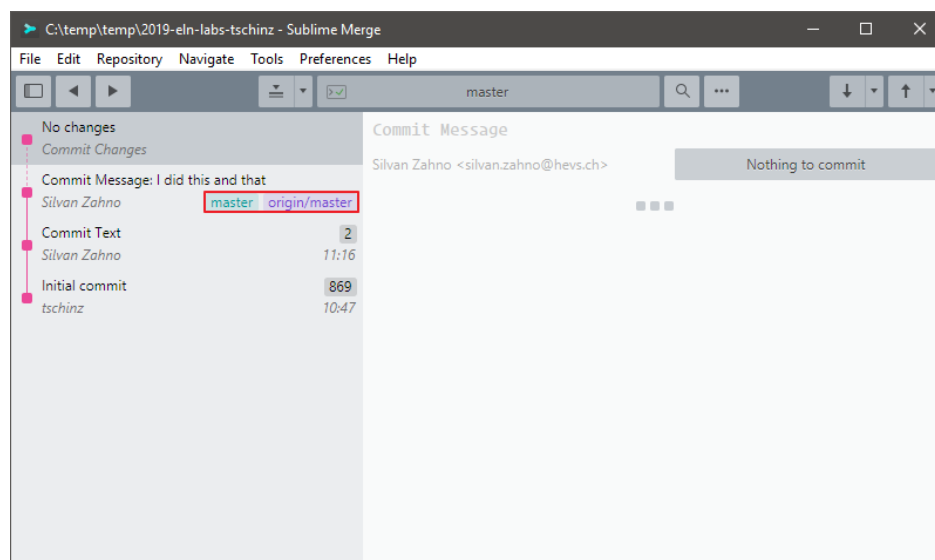 C:\temp\temp\2019-eln-labs-tschinz - Sublime Merge
File Edit Repository Navigate Tools Preferences Help
master
No changes
Commit Changes
Commit Message: I did this and that
Silvan Zahno master origin/master
Commit Text 2
Silvan Zahno 11:16
Initial commit 869
tschinz 10:47
Commit Message
Silvan Zahno <silvan.zahno@hevs.ch> Nothing to commit